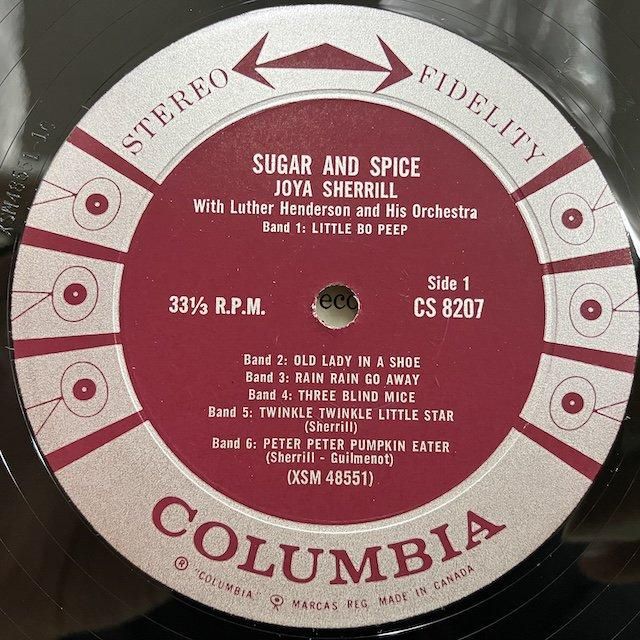 STEREO FIDELITY
SUGAR AND SPICE
JOYA SHERRILL
With Luther Henderson and His Orchestra
Band 1: LITTLE BO PEEP
33⅓ R.P.M.
Side 1
CS 8207
Band 2: OLD LADY IN A SHOE
Band 3: RAIN RAIN GO AWAY
Band 4: THREE BLIND MICE
Band 5: TWINKLE TWINKLE LITTLE STAR
(Sherrill)
Band 6: PETER PETER PUMPKIN EATER
(Sherrill - Guilmenot)
(XSM 48551)
COLUMBIA
® "COLUMBIA" MARCAS REG. MADE IN CANADA